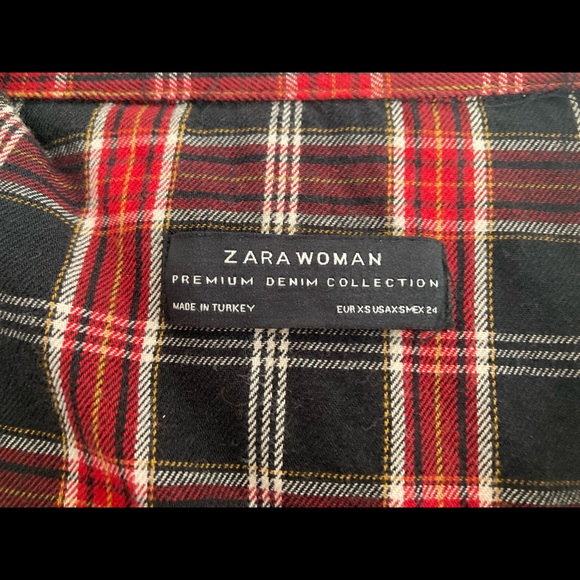 ZARA WOMAN
PREMIUM DENIM COLLECTION
MADE IN TURKEY EUR XS USA XS MEX 24